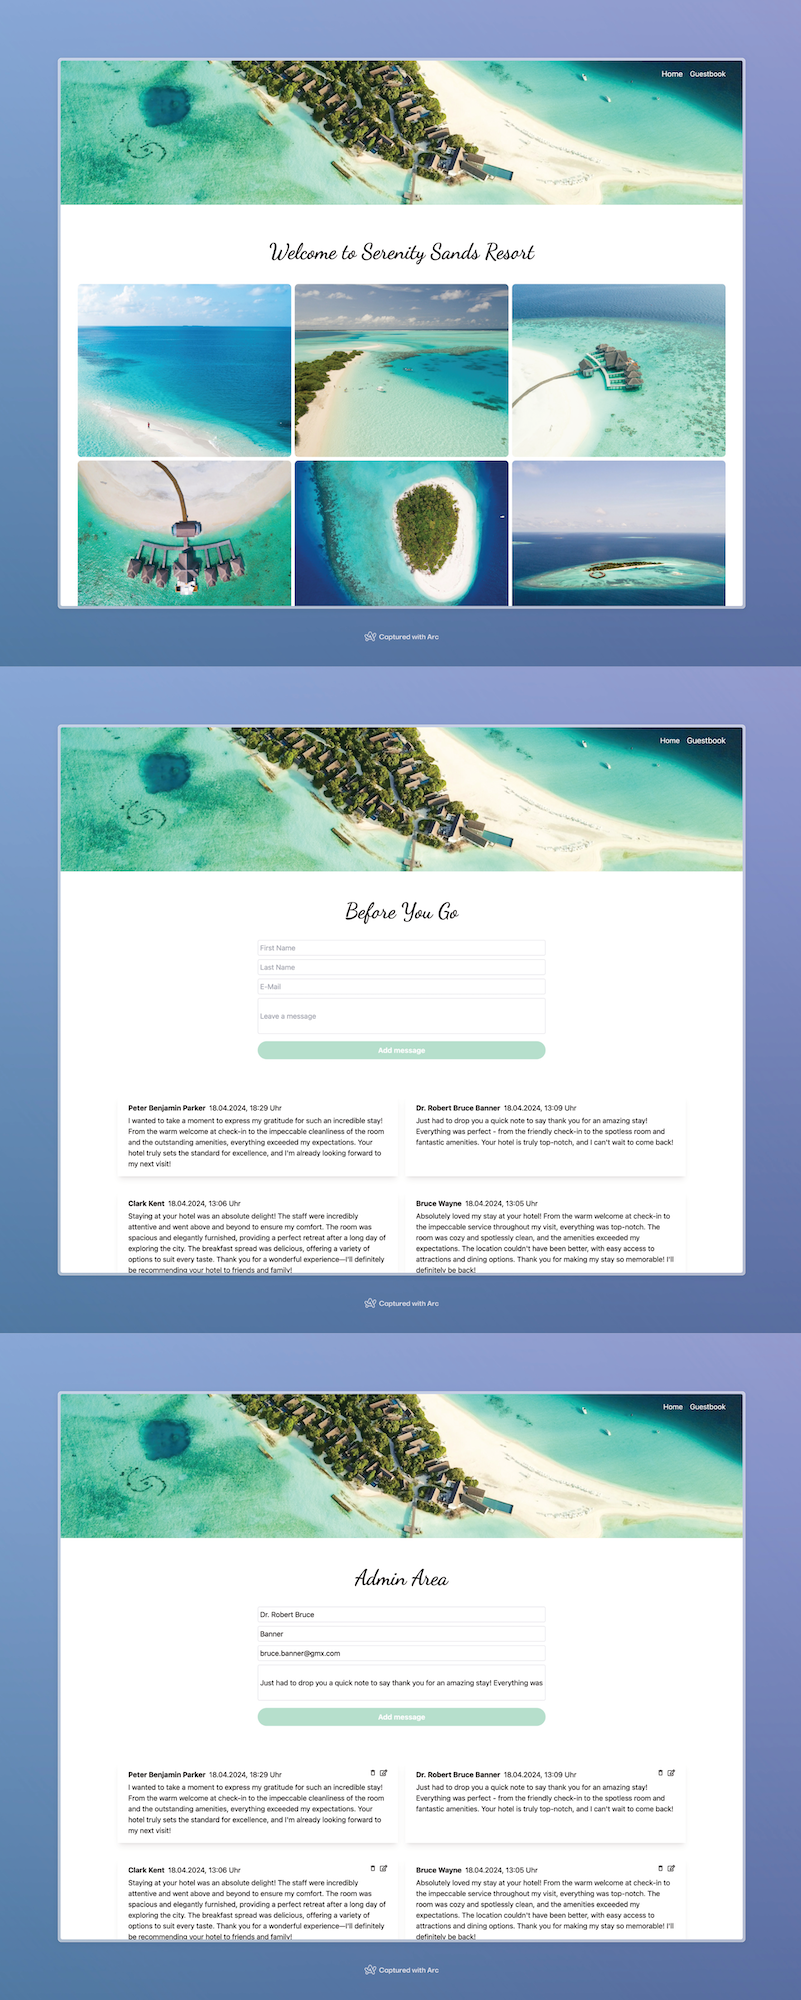 Home Guestbook
Welcome to Serenity Sands Resort
Captured with Arc
Home Guestbook
Before You Go
First Name
Last Name
E-Mail
Leave a message
Add message
Peter Benjamin Parker 18.04.2024, 18:29 Uhr
I wanted to take a moment to express my gratitude for such an incredible stay!
From the warm welcome at check-in to the impeccable cleanliness of the room
and the outstanding amenities, everything exceeded my expectations. Your
hotel truly sets the standard for excellence, and I'm already looking forward to
my next visit!
Dr. Robert Bruce Banner 18.04.2024, 13:09 Uhr
Just had to drop you a quick note to say thank you for an amazing stay!
Everything was perfect - from the friendly check-in to the spotless room and
fantastic amenities. Your hotel is truly top-notch, and I can't wait to come back!
Clark Kent 18.04.2024, 13:06 Uhr
Staying at your hotel was an absolute delight! The staff were incredibly
attentive and went above and beyond to ensure my comfort. The room was
spacious and elegantly furnished, providing a perfect retreat after a long day of
exploring the city. The breakfast spread was delicious, offering a variety of
options to suit every taste. Thank you for a wonderful experience—I'll definitely
be recommending your hotel to friends and family!
Bruce Wayne 18.04.2024, 13:05 Uhr
Absolutely loved my stay at your hotel! From the warm welcome at check-in to
the impeccable service throughout my visit, everything was top-notch. The
room was cozy and spotlessly clean, and the amenities exceeded my
expectations. The location couldn't have been better, with easy access to
attractions and dining options. Thank you for making my stay so memorable! I'll
definitely be back!
Captured with Arc
Home Guestbook
Admin Area
Dr. Robert Bruce
Banner
bruce.banner@gmx.com
Just had to drop you a quick note to say thank you for an amazing stay! Everything was
Add message
Peter Benjamin Parker 18.04.2024, 18:29 Uhr
I wanted to take a moment to express my gratitude for such an incredible stay!
From the warm welcome at check-in to the impeccable cleanliness of the room
and the outstanding amenities, everything exceeded my expectations. Your
hotel truly sets the standard for excellence, and I'm already looking forward to
my next visit!
Dr. Robert Bruce Banner 18.04.2024, 13:09 Uhr
Just had to drop you a quick note to say thank you for an amazing stay!
Everything was perfect - from the friendly check-in to the spotless room and
fantastic amenities. Your hotel is truly top-notch, and I can't wait to come back!
Clark Kent 18.04.2024, 13:06 Uhr
Staying at your hotel was an absolute delight! The staff were incredibly
attentive and went above and beyond to ensure my comfort. The room was
spacious and elegantly furnished, providing a perfect retreat after a long day of
exploring the city. The breakfast spread was delicious, offering a variety of
options to suit every taste. Thank you for a wonderful experience—I'll definitely
be recommending your hotel to friends and family!
Bruce Wayne 18.04.2024, 13:05 Uhr
Absolutely loved my stay at your hotel! From the warm welcome at check-in to
the impeccable service throughout my visit, everything was top-notch. The
room was cozy and spotlessly clean, and the amenities exceeded my
expectations. The location couldn't have been better, with easy access to
attractions and dining options. Thank you for making my stay so memorable! I'll
definitely be back!
Captured with Arc